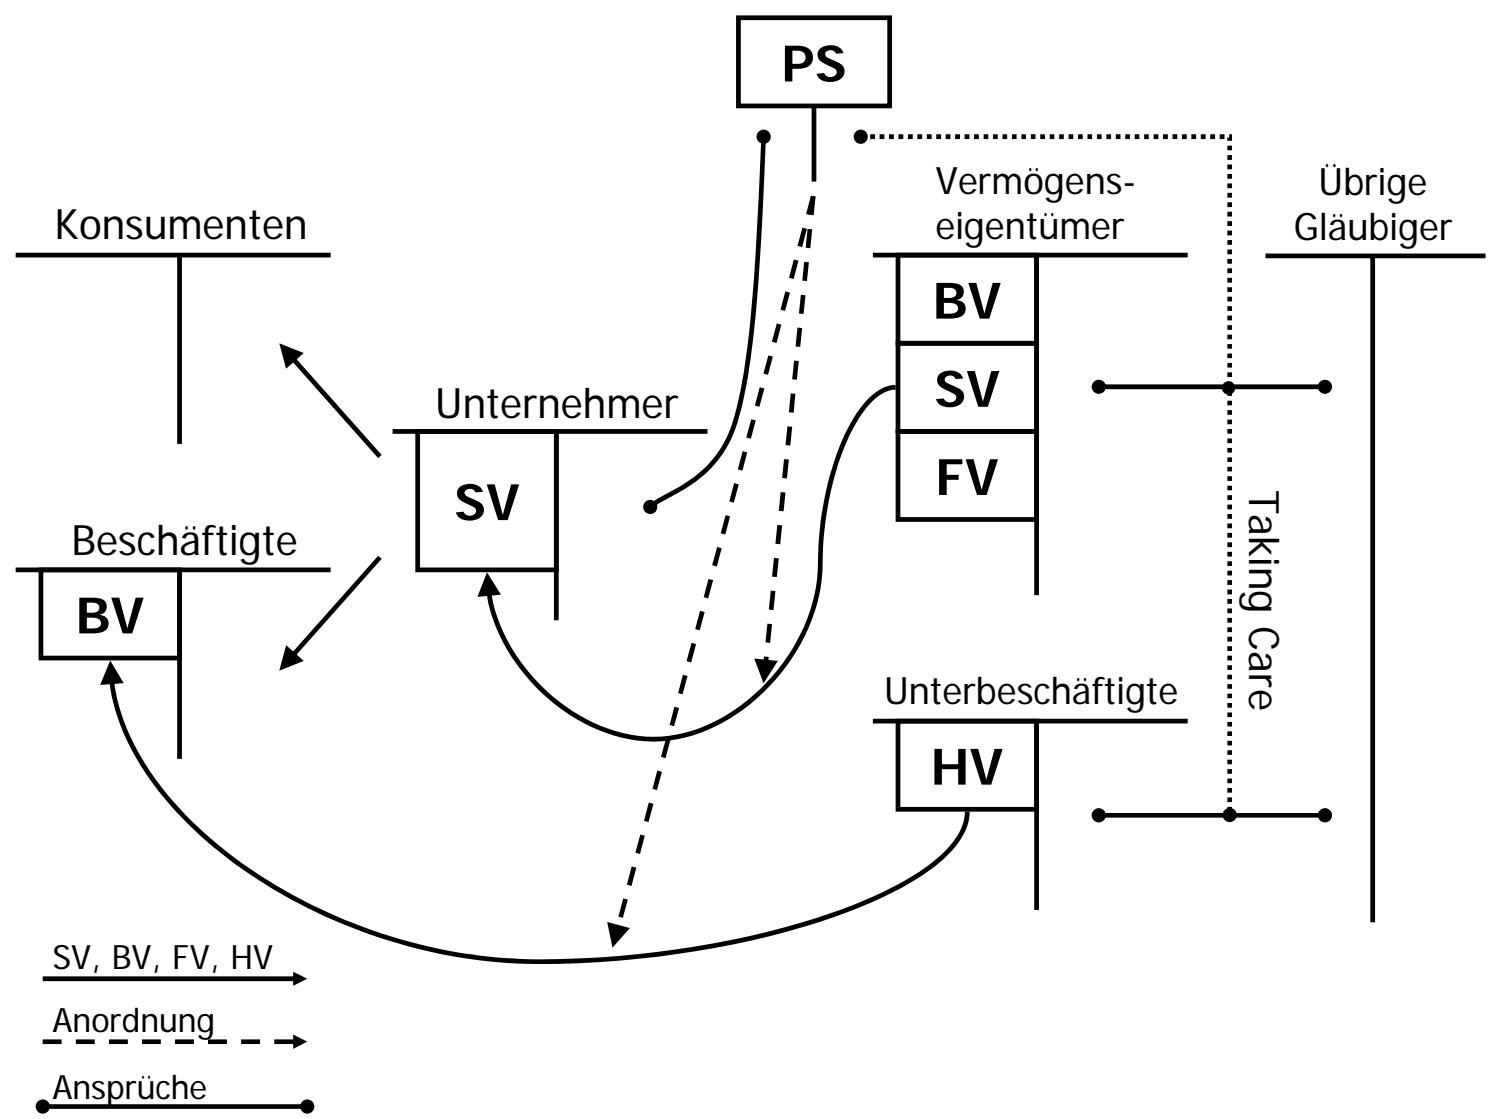 PS
Vermögens-
eigentümer
Übrige
Gläubiger
Konsumenten
BV
SV
FV
Unternehmer
SV
Taking Care
Beschäftigte
BV
Unterbeschäftigte
HV
SV, BV, FV, HV
Anordnung
Ansprüche